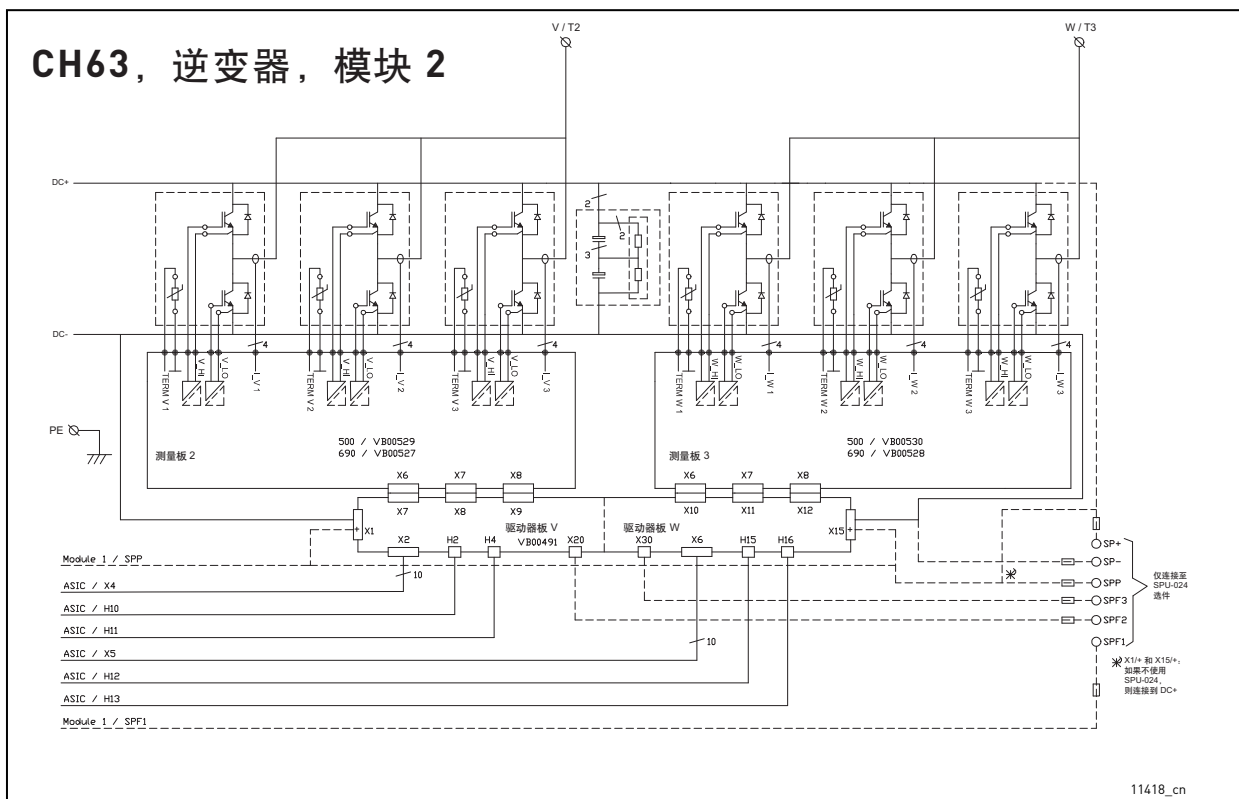 V / T2
W / T3
CH63，逆变器，模块 2
DC+
2
2
3
DC-
4
4
4
4
4
4
TERM V 1
V_HI
V_LO
I_V 1
TERM V 2
V_HI
V_LO
I_V 2
TERM V 3
V_HI
V_LO
I_V 3
TERM W 1
W_HI
W_LO
I_W 1
TERM W 2
W_HI
W_LO
I_W 2
TERM W 3
W_HI
W_LO
I_W 3
PE
500 / VB00529
690 / VB00527
测量板 2
500 / VB00530
690 / VB00528
测量板 3
X6
X7
X8
X6
X7
X8
X7
X8
X9
X10
X11
X12
+
X1
驱动器板 V
VB00491
驱动器板 W
X15
+
X2
H2
H4
X20
X30
X6
H15
H16
Module 1 / SPP
10
ASIC / X4
ASIC / H10
ASIC / H11
ASIC / X5
10
ASIC / H12
ASIC / H13
Module 1 / SPF1
SP+
SP-
SPP
SPF3
SPF2
SPF1
仅连接至
SPU-024
选件
X1/+ 和 X15/+：
如果不使用
SPU-024，
则连接到 DC+
11418_cn